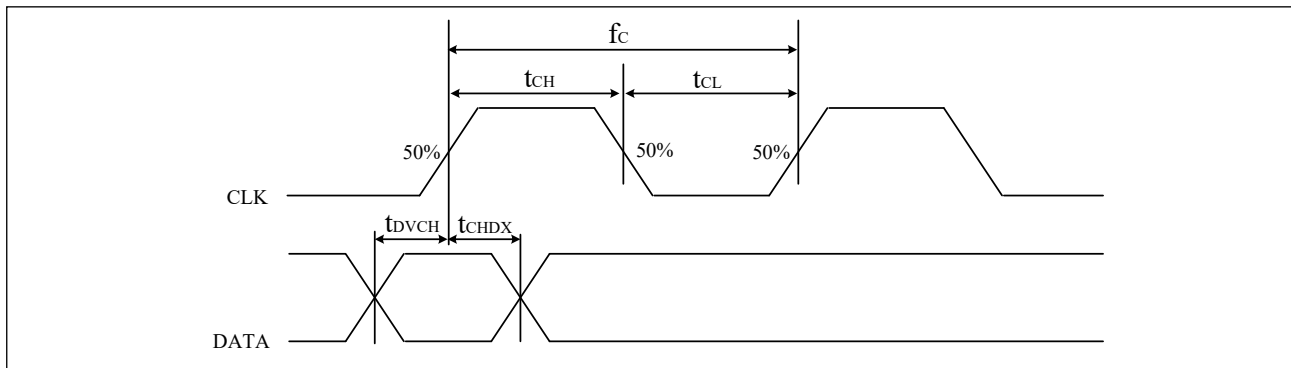 fC
tCH tCL
50% 50% 50%
CLK
tDVCH tCHDX
DATA